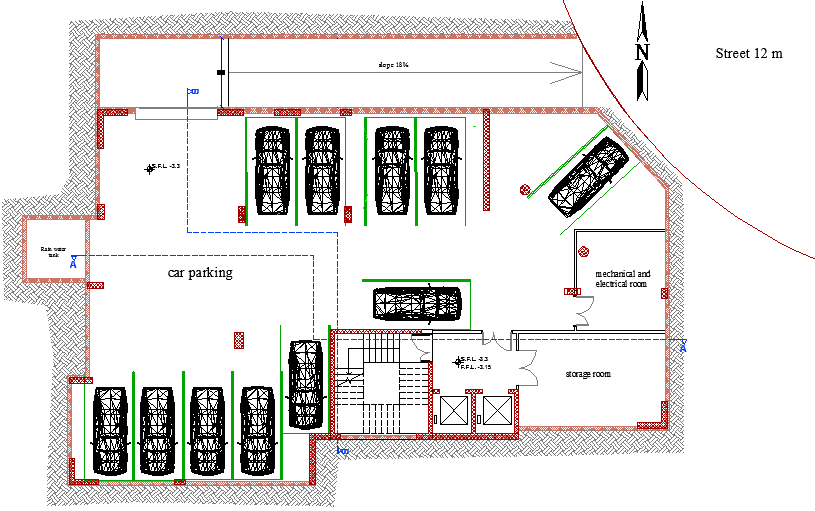 N
Street 12 m
slope 18%
S.F.L. -3.3
Rain water
tank
A
car parking
mechanical and
electrical room
A
S.F.L. -3.3
F.F.L. -3.15
storage room